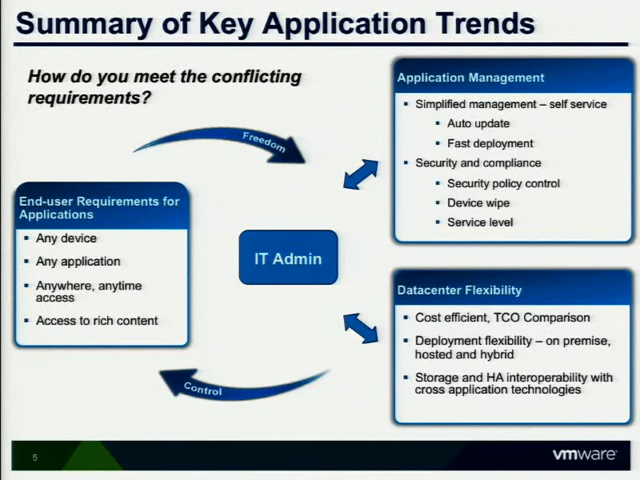 Summary of Key Application Trends
How do you meet the conflicting
requirements?
Freedom
End-user Requirements for
Applications
Any device
Any application
Anywhere, anytime
access
Access to rich content
IT Admin
Control
Application Management
Simplified management – self service
Auto update
Fast deployment
Security and compliance
Security policy control
Device wipe
Service level
Datacenter Flexibility
Cost efficient, TCO Comparison
Deployment flexibility – on premise,
hosted and hybrid
Storage and HA interoperability with
cross application technologies
5
vmware